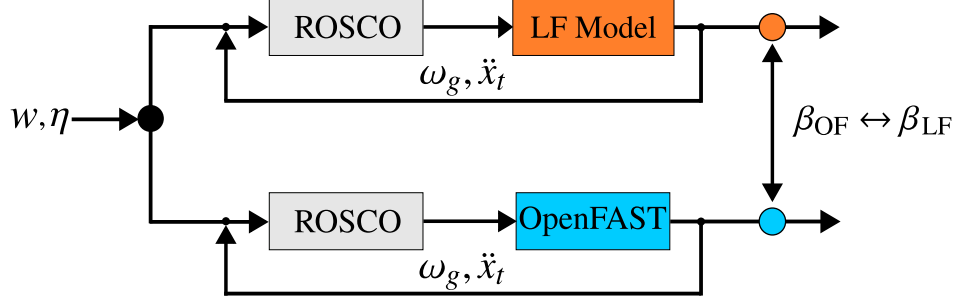 ROSCO
LF Model
ω_g, ẍ_t
w, η
β_OF ↔ β_LF
ROSCO
OpenFAST
ω_g, ẍ_t